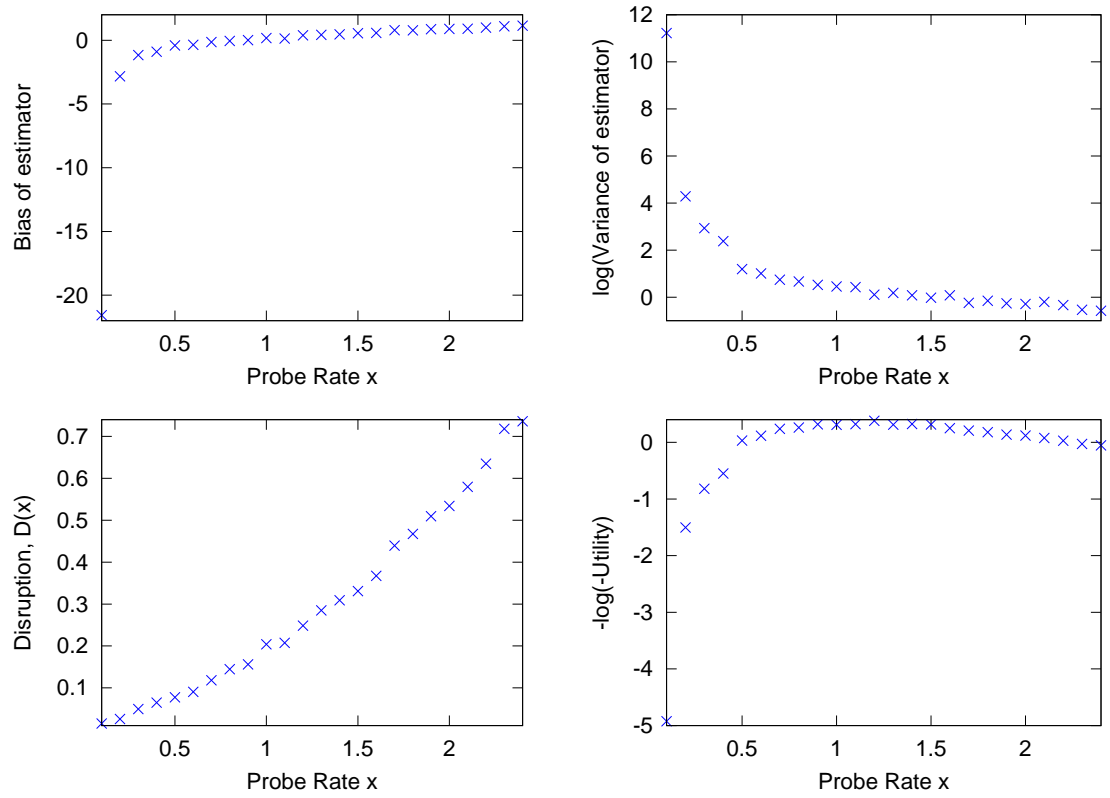 0
-5
-10
-15
-20
Bias of estimator
0.5 1 1.5 2
Probe Rate x
12
10
8
6
4
2
0
log(Variance of estimator)
0.5 1 1.5 2
Probe Rate x
0.7
0.6
0.5
0.4
0.3
0.2
0.1
Disruption, D(x)
0.5 1 1.5 2
Probe Rate x
0
-1
-2
-3
-4
-5
-log(-Utility)
0.5 1 1.5 2
Probe Rate x